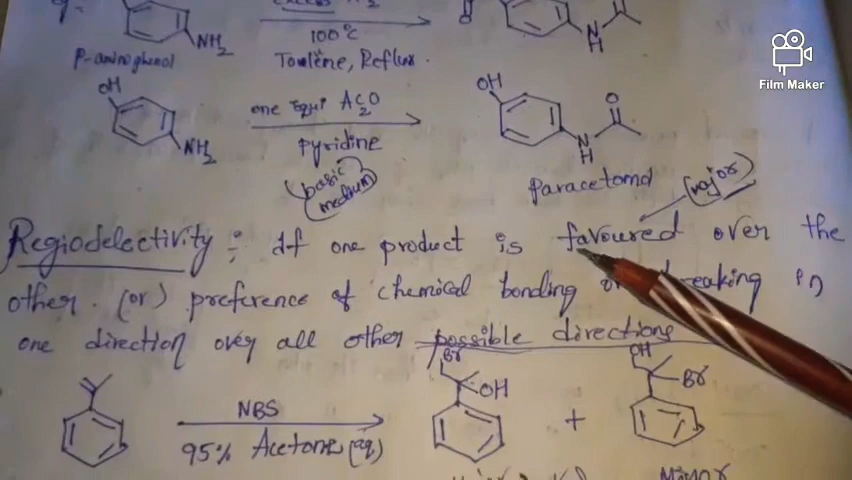 NH₂
100°C
P-aminophenol
Toulene, Reflux
N
H
Film Maker
OH
NH₂
one equi Ac₂O
Pyridine
(basic medium)
OH
O
N
H
Paracetomol
(major)
Regioselectivity :- If one product is favoured over the
other. (or) preference of chemical bonding or breaking in
one direction over all other possible directions
NBS
95% Acetone (aq)
Br
OH
+
OH
Br
Minor